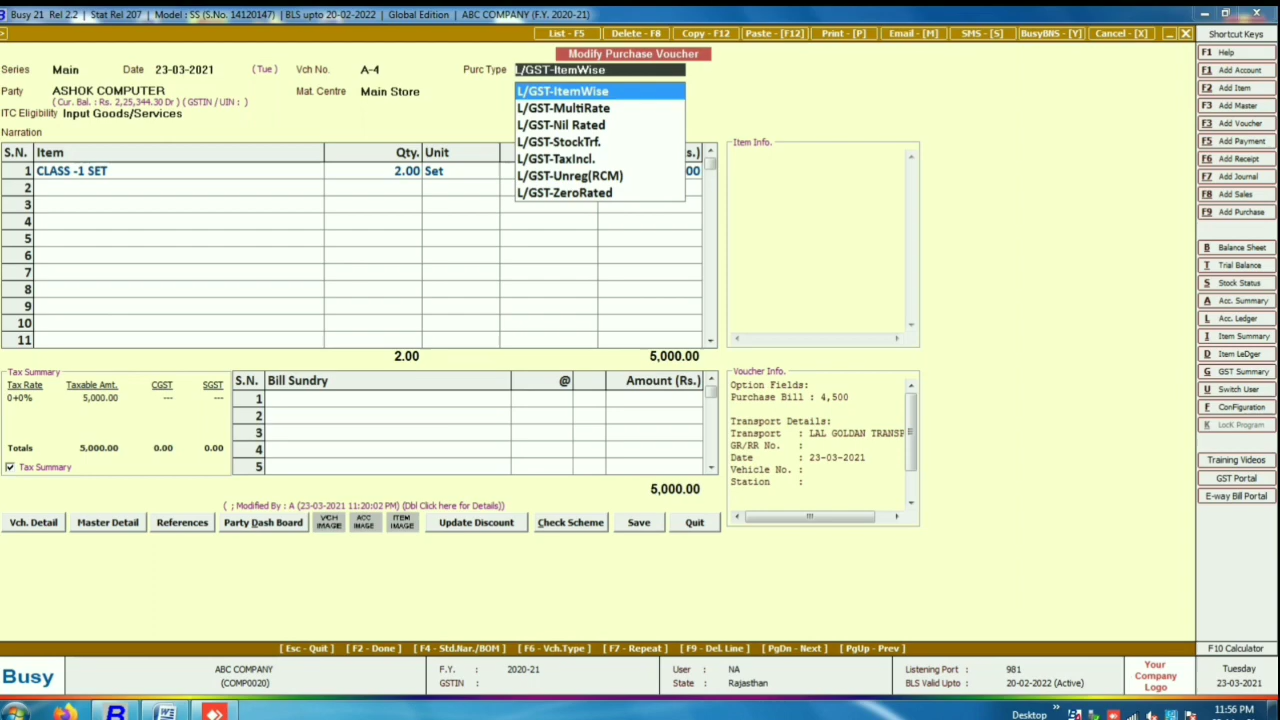 Busy 21 Rel 2.2 | Stat Rel 207 | Model : SS (S.No. 14120147) | BLS upto 20-02-2022 | Global Edition | ABC COMPANY (F.Y. 2020-21)
List - F5 Delete - F8 Copy - F12 Paste - [F12] Print - [P] Email - [M] SMS - [S] BusyBNS - [Y] Cancel - [X] Shortcut Keys
Modify Purchase Voucher
Series Main Date 23-03-2021 (Tue) Vch No. A-4 Purc Type L/GST-ItemWise
Party ASHOK COMPUTER Mat. Centre Main Store
( Cur. Bal : Rs. 2,25,344.30 Dr ) ( GSTIN / UIN : )
ITC Eligibility Input Goods/Services
Narration
L/GST-ItemWise
L/GST-MultiRate
L/GST-Nil Rated
L/GST-StockTrf.
L/GST-TaxIncl.
L/GST-Unreg(RCM)
L/GST-ZeroRated
S.N. Item Qty. Unit s.)
1 CLASS -1 SET 2.00 Set 00
2
3
4
5
6
7
8
9
10
11
2.00 5,000.00
Item Info.
Tax Summary
Tax Rate Taxable Amt. CGST SGST
0+0% 5,000.00 --- ---
Totals 5,000.00 0.00 0.00
Tax Summary
S.N. Bill Sundry @ Amount (Rs.)
1
2
3
4
5
5,000.00
Voucher Info.
Option Fields:
Purchase Bill : 4,500
Transport Details:
Transport : LAL GOLDAN TRANSP
GR/RR No. :
Date : 23-03-2021
Vehicle No. :
Station :
( ; Modified By : A (23-03-2021 11:20:02 PM) (Dbl Click here for Details))
Vch. Detail Master Detail References Party Dash Board VCH IMAGE ACC IMAGE ITEM IMAGE Update Discount Check Scheme Save Quit
F1 Help
F1 Add Account
F2 Add Item
F3 Add Master
F3 Add Voucher
F5 Add Payment
F6 Add Receipt
F7 Add Journal
F8 Add Sales
F9 Add Purchase
B Balance Sheet
T Trial Balance
S Stock Status
A Acc. Summary
L Acc. Ledger
I Item Summary
D Item LeDger
G GST Summary
U Switch User
F ConFiguration
K LocK Program
Training Videos
GST Portal
E-way Bill Portal
[ Esc - Quit ] [ F2 - Done ] [ F4 - Std.Nar./BOM ] [ F6 - Vch.Type ] [ F7 - Repeat ] [ F9 - Del. Line ] [ PgDn - Next ] [ PgUp - Prev ] F10 Calculator
Busy
ABC COMPANY
(COMP0020)
F.Y. : 2020-21
GSTIN :
User : NA
State : Rajasthan
Listening Port : 981
BLS Valid Upto : 20-02-2022 (Active)
Your
Company
Logo
Tuesday
23-03-2021
Desktop 11:56 PM